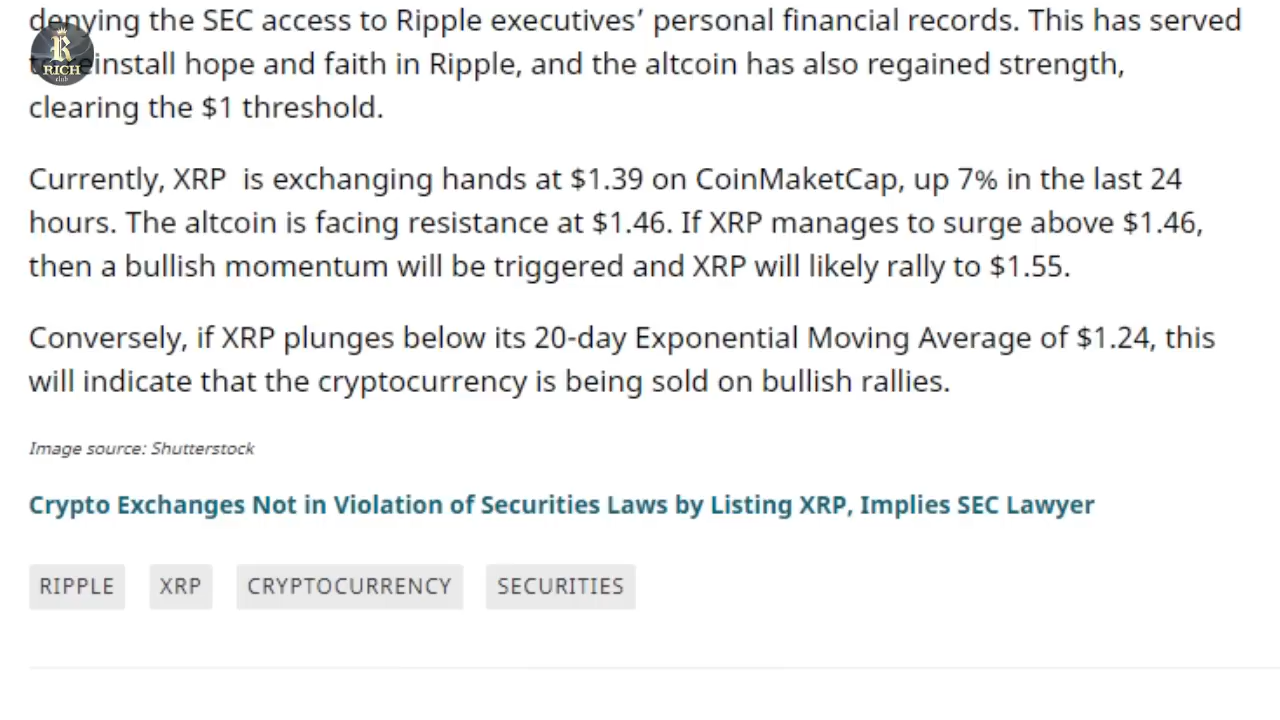 denying the SEC access to Ripple executives' personal financial records. This has served
reinstall hope and faith in Ripple, and the altcoin has also regained strength,
clearing the $1 threshold.
Currently, XRP is exchanging hands at $1.39 on CoinMaketCap, up 7% in the last 24
hours. The altcoin is facing resistance at $1.46. If XRP manages to surge above $1.46,
then a bullish momentum will be triggered and XRP will likely rally to $1.55.
Conversely, if XRP plunges below its 20-day Exponential Moving Average of $1.24, this
will indicate that the cryptocurrency is being sold on bullish rallies.
Image source: Shutterstock
Crypto Exchanges Not in Violation of Securities Laws by Listing XRP, Implies SEC Lawyer
RIPPLE XRP CRYPTOCURRENCY SECURITIES
R
RICH
club